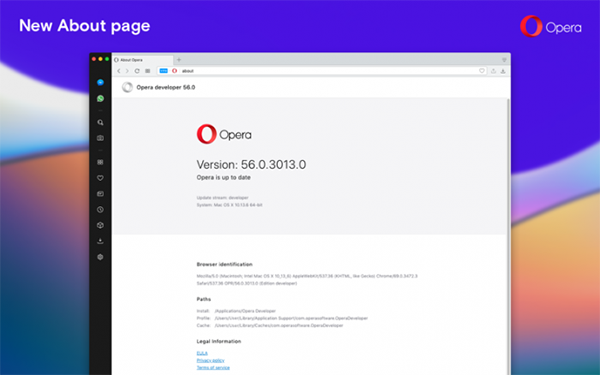 New About page
Opera
About Opera
about
Opera developer 56.0
Opera
Version: 56.0.3013.0
Opera is up to date
Update stream: developer
System: Mac OS X 10.13.6 64-bit
Browser identification
Mozilla/5.0 (Macintosh; Intel Mac OS X 10_13_6) AppleWebKit/537.36 (KHTML, like Gecko) Chrome/69.0.3472.3
Safari/537.36 OPR/56.0.3013.0 (Edition developer)
Paths
Install: /Applications/Opera Developer
Profile: /Users/User/Library/Application Support/com.operasoftware.OperaDeveloper
Cache: /Users/User/Library/Caches/com.operasoftware.OperaDeveloper
Legal information
EULA
Privacy policy
Terms of service